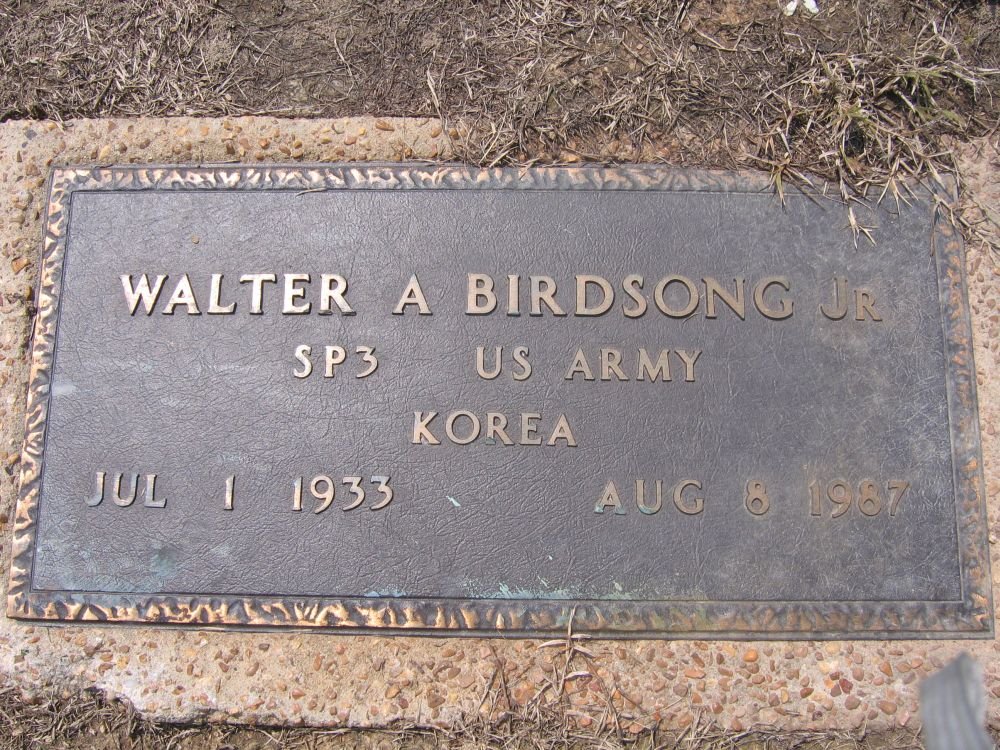 WALTER A BIRDSONG JR
SP3 US ARMY
KOREA
JUL 1 1933 AUG 8 1987